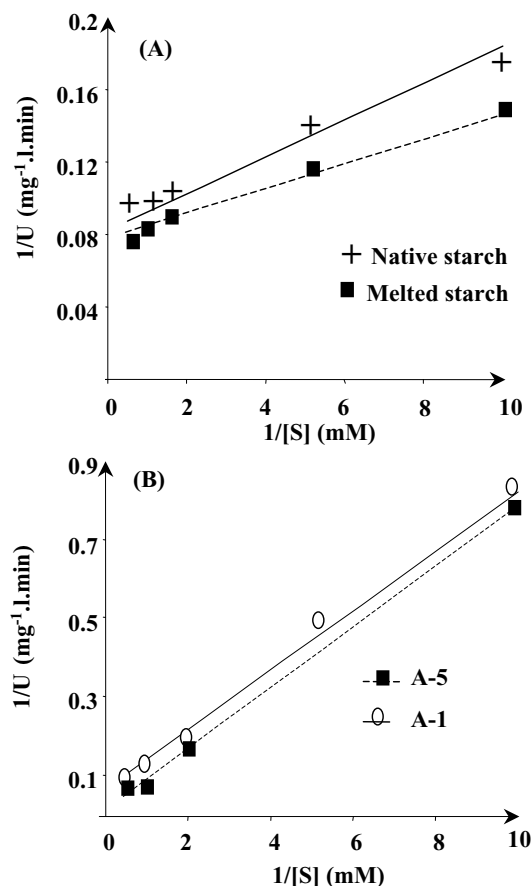 0.2
(A)
0.16
0.12
0.08
0.04
1/U (mg⁻¹.l.min)
Native starch
Melted starch
0 2 4 6 8 10
1/[S] (mM)
0.9
(B)
0.7
0.5
0.3
0.1
1/U (mg⁻¹.l.min)
A-5
A-1
0 2 4 6 8 10
1/[S] (mM)